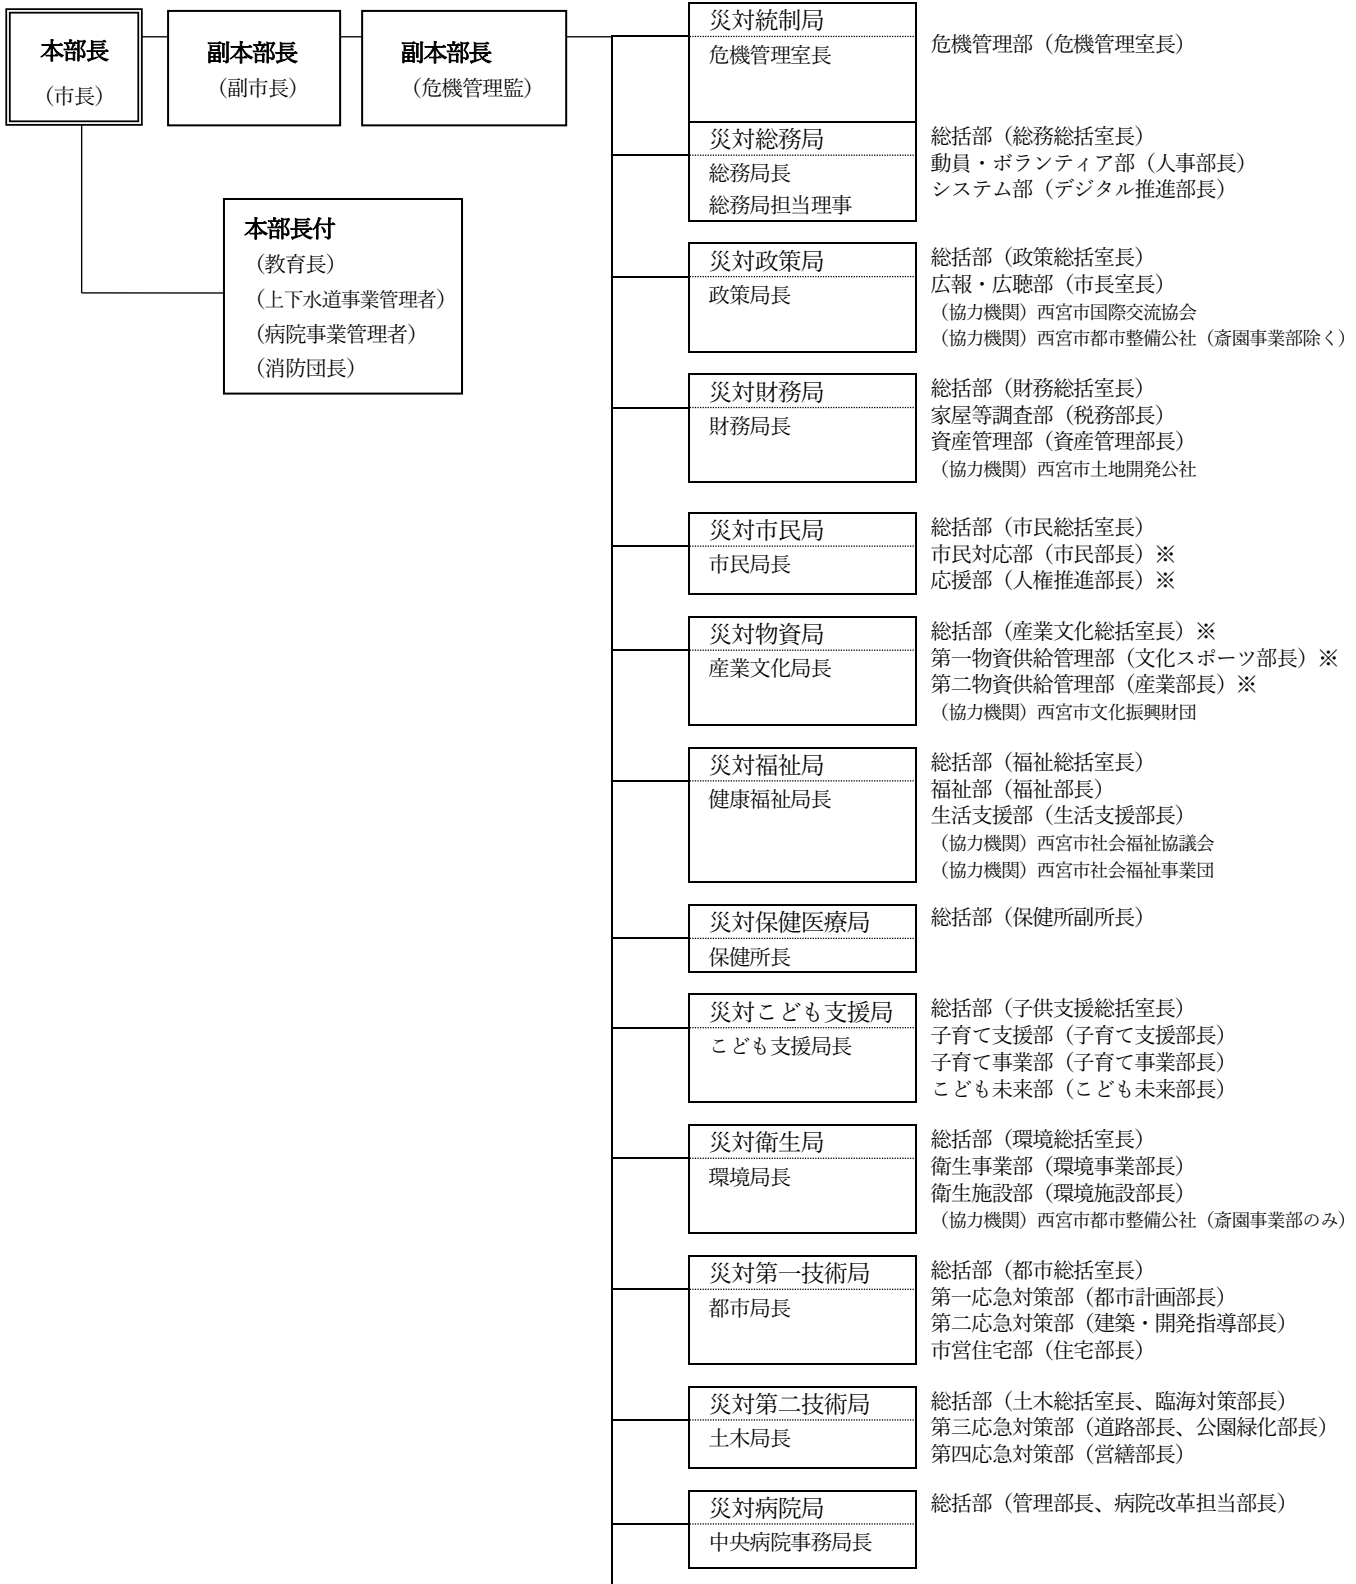 本部長
（市長）
副本部長
（副市長）
副本部長
（危機管理監）
本部長付
（教育長）
（上下水道事業管理者）
（病院事業管理者）
（消防団長）
災対統制局
危機管理室長
危機管理部（危機管理室長）
災対総務局
総務局長
総務局担当理事
総括部（総務総括室長）
動員・ボランティア部（人事部長）
システム部（デジタル推進部長）
災対政策局
政策局長
総括部（政策総括室長）
広報・広聴部（市長室長）
（協力機関）西宮市国際交流協会
（協力機関）西宮市都市整備公社（斎園事業部除く）
災対財務局
財務局長
総括部（財務総括室長）
家屋等調査部（税務部長）
資産管理部（資産管理部長）
（協力機関）西宮市土地開発公社
災対市民局
市民局長
総括部（市民総括室長）
市民対応部（市民部長）※
応援部（人権推進部長）※
災対物資局
産業文化局長
総括部（産業文化総括室長）※
第一物資供給管理部（文化スポーツ部長）※
第二物資供給管理部（産業部長）※
（協力機関）西宮市文化振興財団
災対福祉局
健康福祉局長
総括部（福祉総括室長）
福祉部（福祉部長）
生活支援部（生活支援部長）
（協力機関）西宮市社会福祉協議会
（協力機関）西宮市社会福祉事業団
災対保健医療局
保健所長
総括部（保健所副所長）
災対こども支援局
こども支援局長
総括部（子供支援総括室長）
子育て支援部（子育て支援部長）
子育て事業部（子育て事業部長）
こども未来部（こども未来部長）
災対衛生局
環境局長
総括部（環境総括室長）
衛生事業部（環境事業部長）
衛生施設部（環境施設部長）
（協力機関）西宮市都市整備公社（斎園事業部のみ）
災対第一技術局
都市局長
総括部（都市総括室長）
第一応急対策部（都市計画部長）
第二応急対策部（建築・開発指導部長）
市営住宅部（住宅部長）
災対第二技術局
土木局長
総括部（土木総括室長、臨海対策部長）
第三応急対策部（道路部長、公園緑化部長）
第四応急対策部（営繕部長）
災対病院局
中央病院事務局長
総括部（管理部長、病院改革担当部長）